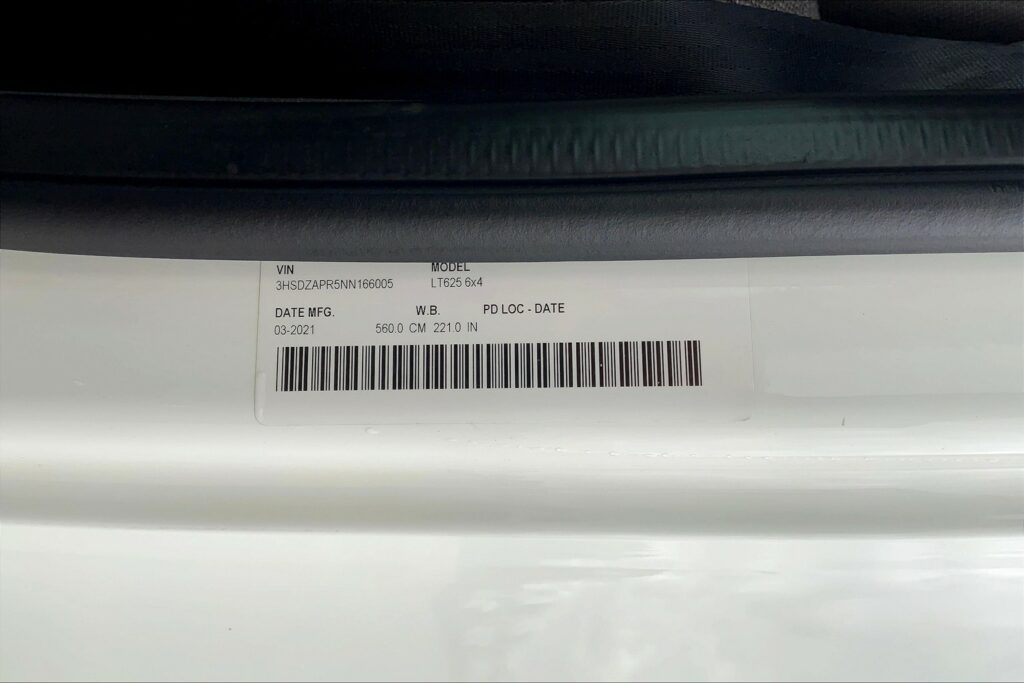 VIN MODEL
3HSDZAPR5NN166005 LT625 6x4
DATE MFG. W.B. PD LOC - DATE
03-2021 560.0 CM 221.0 IN